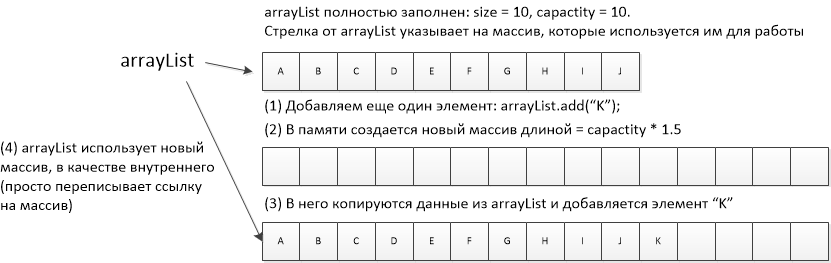 arrayList полностью заполнен: size = 10, capactity = 10.
Стрелка от arrayList указывает на массив, которые используется им для работы
arrayList
A B C D E F G H I J
(1) Добавляем еще один элемент: arrayList.add(“K”);
(2) В памяти создается новый массив длиной = capactity * 1.5
(4) arrayList использует новый
массив, в качестве внутреннего
(просто переписывает ссылку
на массив)
(3) В него копируются данные из arrayList и добавляется элемент “K”
A B C D E F G H I J K